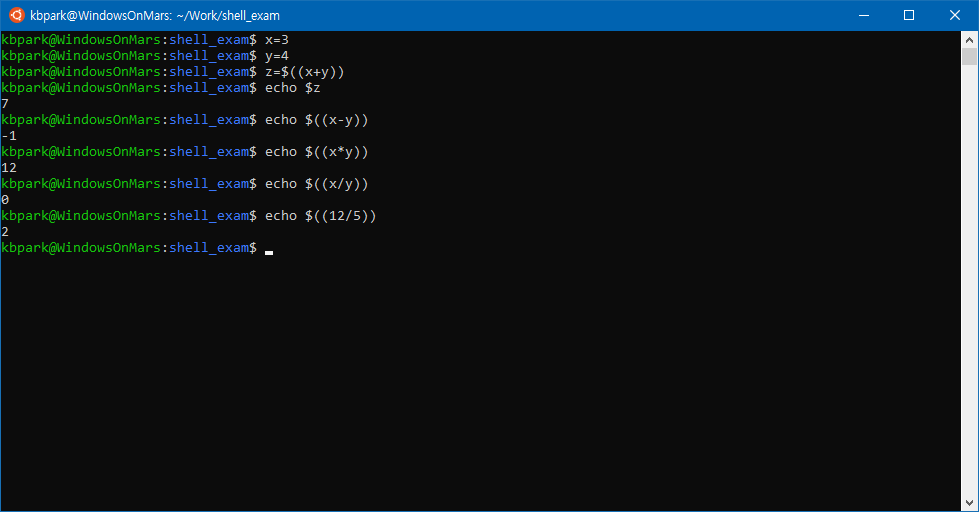 kbpark@WindowsOnMars: ~/Work/shell_exam
kbpark@WindowsOnMars:shell_exam$ x=3
kbpark@WindowsOnMars:shell_exam$ y=4
kbpark@WindowsOnMars:shell_exam$ z=$((x+y))
kbpark@WindowsOnMars:shell_exam$ echo $z
7
kbpark@WindowsOnMars:shell_exam$ echo $((x-y))
-1
kbpark@WindowsOnMars:shell_exam$ echo $((x*y))
12
kbpark@WindowsOnMars:shell_exam$ echo $((x/y))
0
kbpark@WindowsOnMars:shell_exam$ echo $((12/5))
2
kbpark@WindowsOnMars:shell_exam$